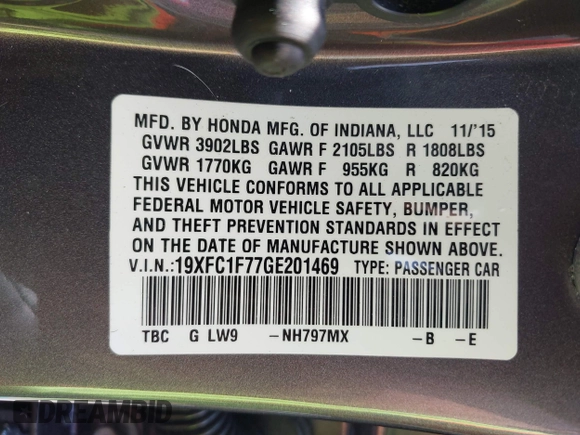 MFD. BY HONDA MFG. OF INDIANA, LLC 11/'15
GVWR 3902LBS GAWR F 2105LBS R 1808LBS
GVWR 1770KG GAWR F 955KG R 820KG
THIS VEHICLE CONFORMS TO ALL APPLICABLE
FEDERAL MOTOR VEHICLE SAFETY, BUMPER,
AND THEFT PREVENTION STANDARDS IN EFFECT
ON THE DATE OF MANUFACTURE SHOWN ABOVE.
V.I.N.:19XFC1F77GE201469 TYPE: PASSENGER CAR
TBC G LW9 -NH797MX -B -E
DREAMBID